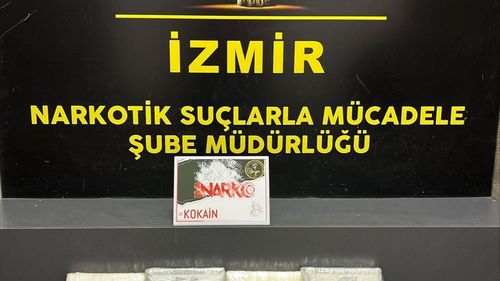 İZMİR
NARKOTİK SUÇLARLA MÜCADELE
ŞUBE MÜDÜRLÜĞÜ
NARKO
KOKAİN